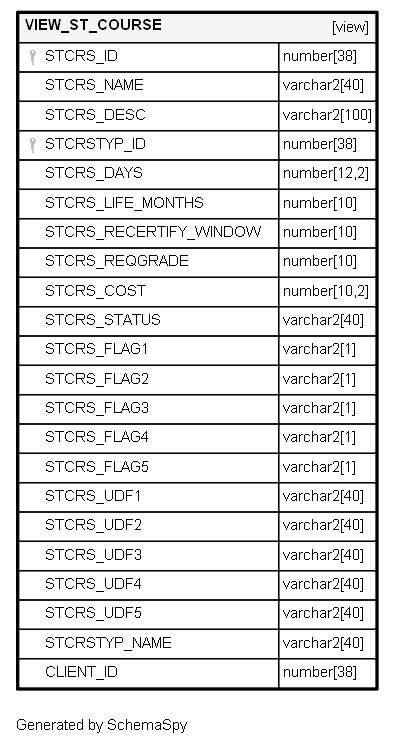 VIEW_ST_COURSE [view]
STCRS_ID number[38]
STCRS_NAME varchar2[40]
STCRS_DESC varchar2[100]
STCRSTYP_ID number[38]
STCRS_DAYS number[12,2]
STCRS_LIFE_MONTHS number[10]
STCRS_RECERTIFY_WINDOW number[10]
STCRS_REQGRADE number[10]
STCRS_COST number[10,2]
STCRS_STATUS varchar2[40]
STCRS_FLAG1 varchar2[1]
STCRS_FLAG2 varchar2[1]
STCRS_FLAG3 varchar2[1]
STCRS_FLAG4 varchar2[1]
STCRS_FLAG5 varchar2[1]
STCRS_UDF1 varchar2[40]
STCRS_UDF2 varchar2[40]
STCRS_UDF3 varchar2[40]
STCRS_UDF4 varchar2[40]
STCRS_UDF5 varchar2[40]
STCRSTYP_NAME varchar2[40]
CLIENT_ID number[38]
Generated by SchemaSpy